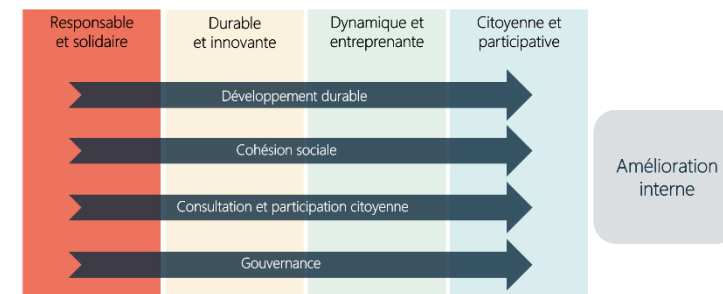 Responsable
et solidaire
Durable
et innovante
Dynamique et
entreprenante
Citoyenne et
participative
Développement durable
Cohésion sociale
Consultation et participation citoyenne
Gouvernance
Amélioration
interne